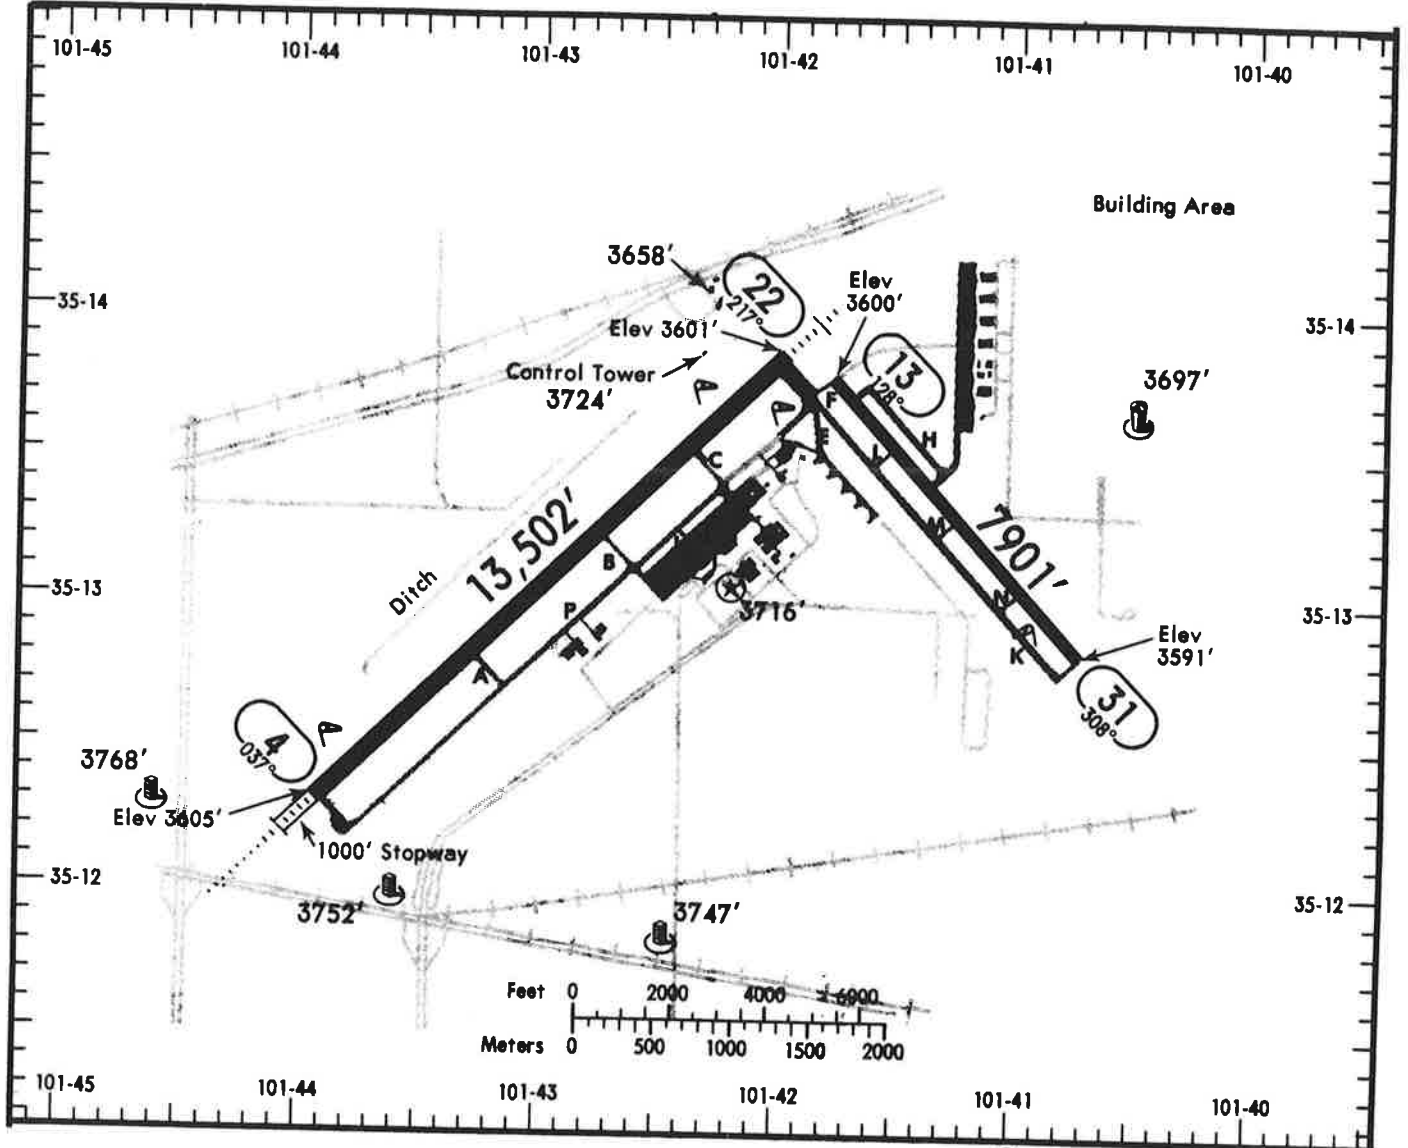 101-45
101-44
101-43
101-42
101-41
101-40
Building Area
3658'
22
217°
Elev
3600'
35-14
Elev 3601'
35-14
Control Tower
3724'
13
128°
3697'
F
E
H
L
C
13,502'
7901'
M
B
Ditch
35-13
N
P
3716'
35-13
Elev
3591'
K
A
31
308°
4
037°
3768'
Elev 3605'
1000' Stopway
35-12
3752'
3747'
35-12
Feet 0 2000 4000 6000
Meters 0 500 1000 1500 2000
101-45
101-44
101-43
101-42
101-41
101-40